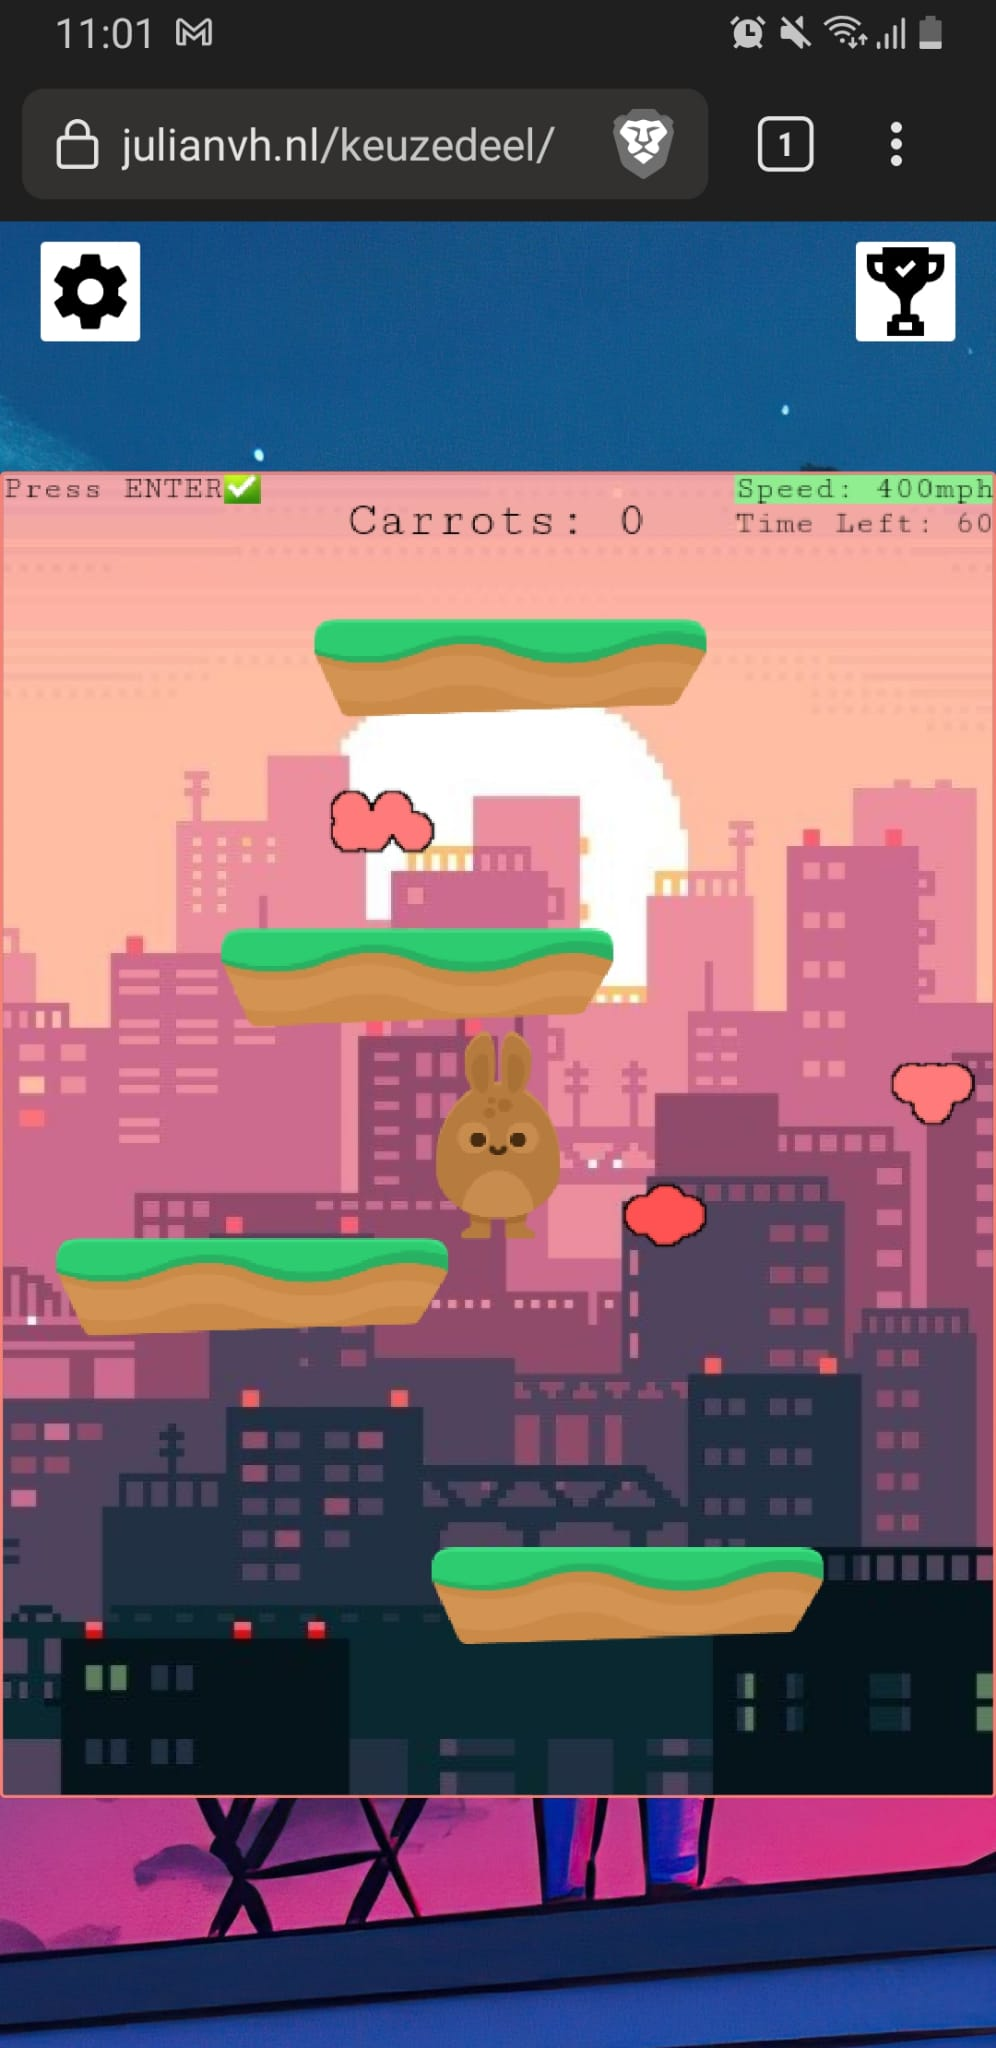 11:01
julianvh.nl/keuzedeel/
1
Press ENTER✅
Speed: 400mph
Carrots: 0
Time Left: 60